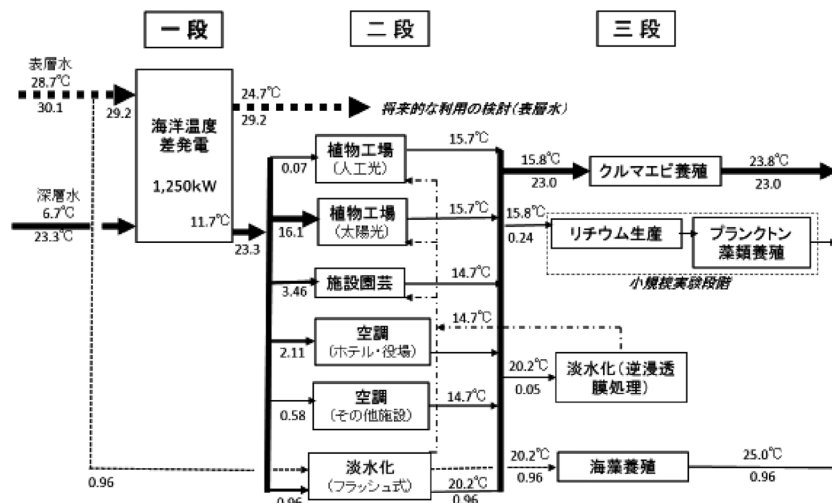 一段
二段
三段
表層水
28.7℃
30.1
29.2
海洋温度
差発電
1,250kW
24.7℃
29.2
将来的な利用の検討(表層水)
深層水
6.7℃
23.3℃
11.7℃
23.3
0.07
植物工場
(人工光)
15.7℃
16.1
植物工場
(太陽光)
15.7℃
3.46
施設園芸
14.7℃
2.11
空調
(ホテル・役場)
14.7℃
0.58
空調
(その他施設)
14.7℃
0.96
0.96
淡水化
(フラッシュ式)
20.2℃
0.96
15.8℃
23.0
クルマエビ養殖
23.8℃
23.0
15.8℃
0.24
リチウム生産
プランクトン
藻類養殖
小規模実験段階
20.2℃
0.05
淡水化(逆浸透
膜処理)
20.2℃
0.96
海藻養殖
25.0℃
0.96